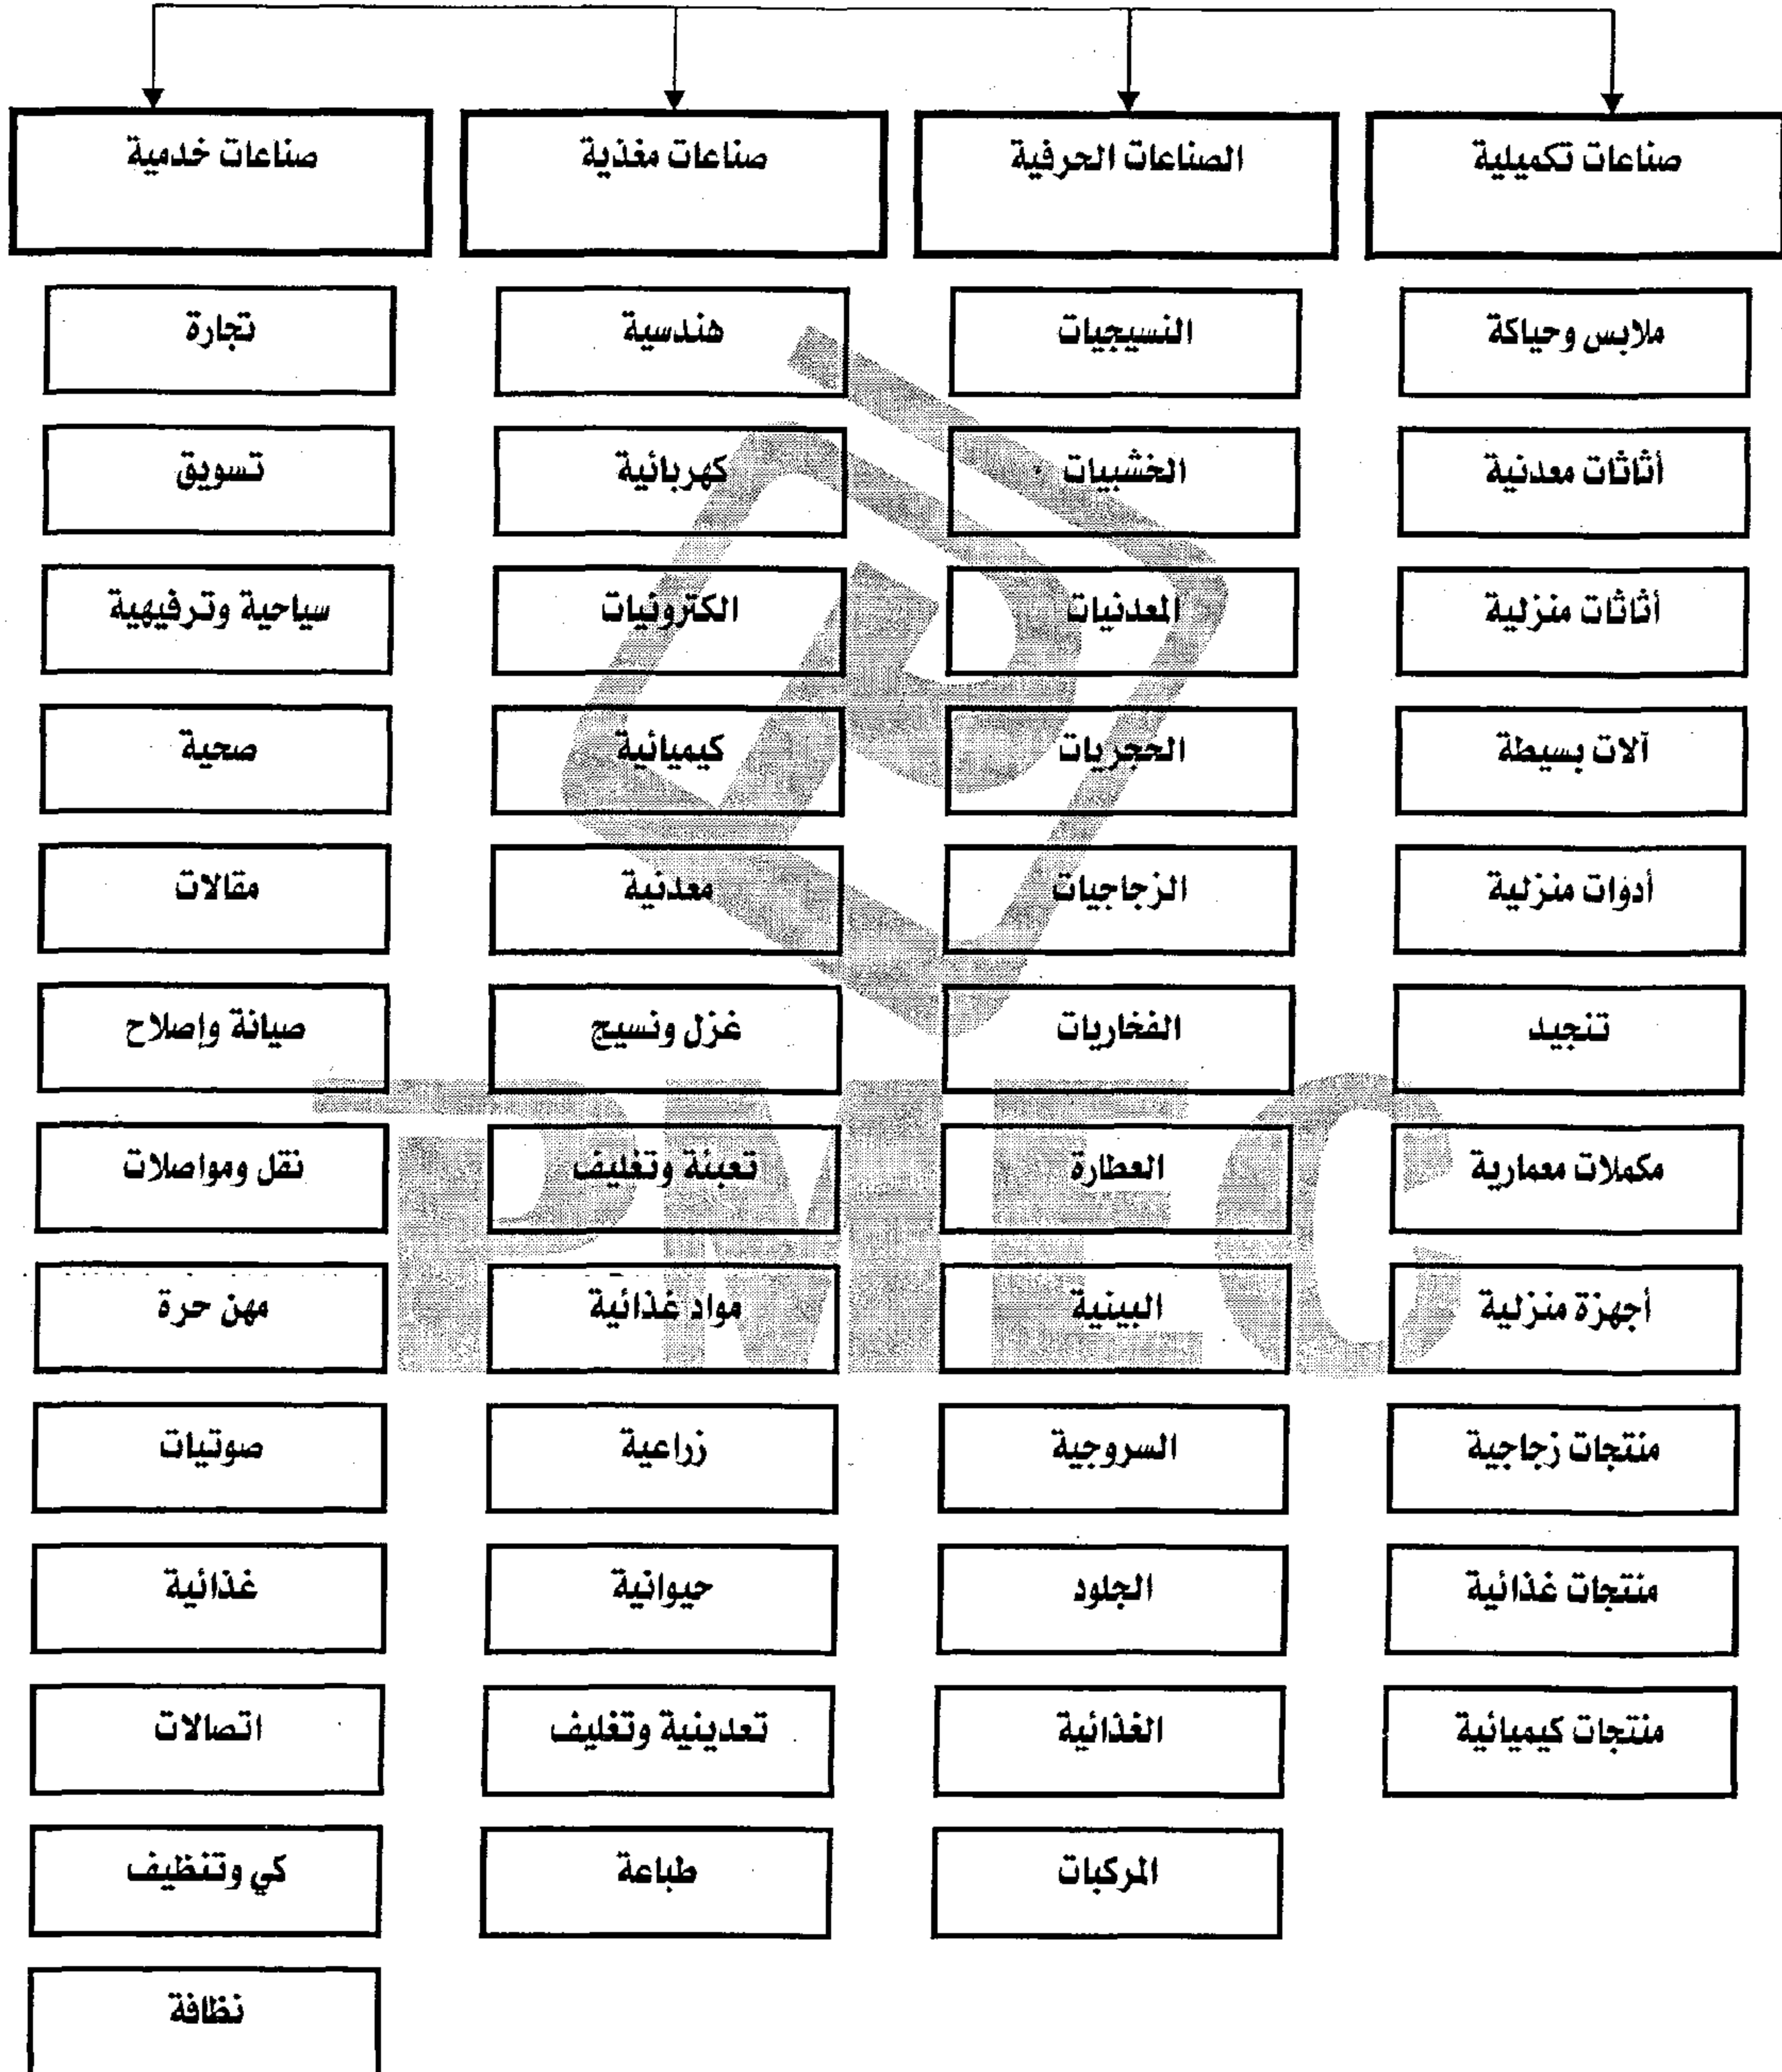 صناعات تكميلية
ملابس وحياكة
أثاثات معدنية
أثاثات منزلية
آلات بسيطة
أدوات منزلية
تنجيد
مكملات معمارية
أجهزة منزلية
منتجات زجاجية
منتجات غذائية
منتجات كيميائية
الصناعات الحرفية
النسيجيات
الخشبيات
المعدنيات
الحجريات
الزجاجيات
الفخاريات
العطارة
البينية
السروجية
الجلود
الغذائية
المركبات
صناعات مغذية
هندسية
كهربائية
الكترونيات
كيميائية
معدنية
غزل ونسيج
تعبئة وتغليف
مواد غذائية
زراعية
حيوانية
تعدينية وتغليف
طباعة
صناعات خدمية
تجارة
تسويق
سياحية وترفيهية
صحية
مقالات
صيانة وإصلاح
نقل ومواصلات
مهن حرة
صوتيات
غذائية
اتصالات
كي وتنظيف
نظافة
PMEC